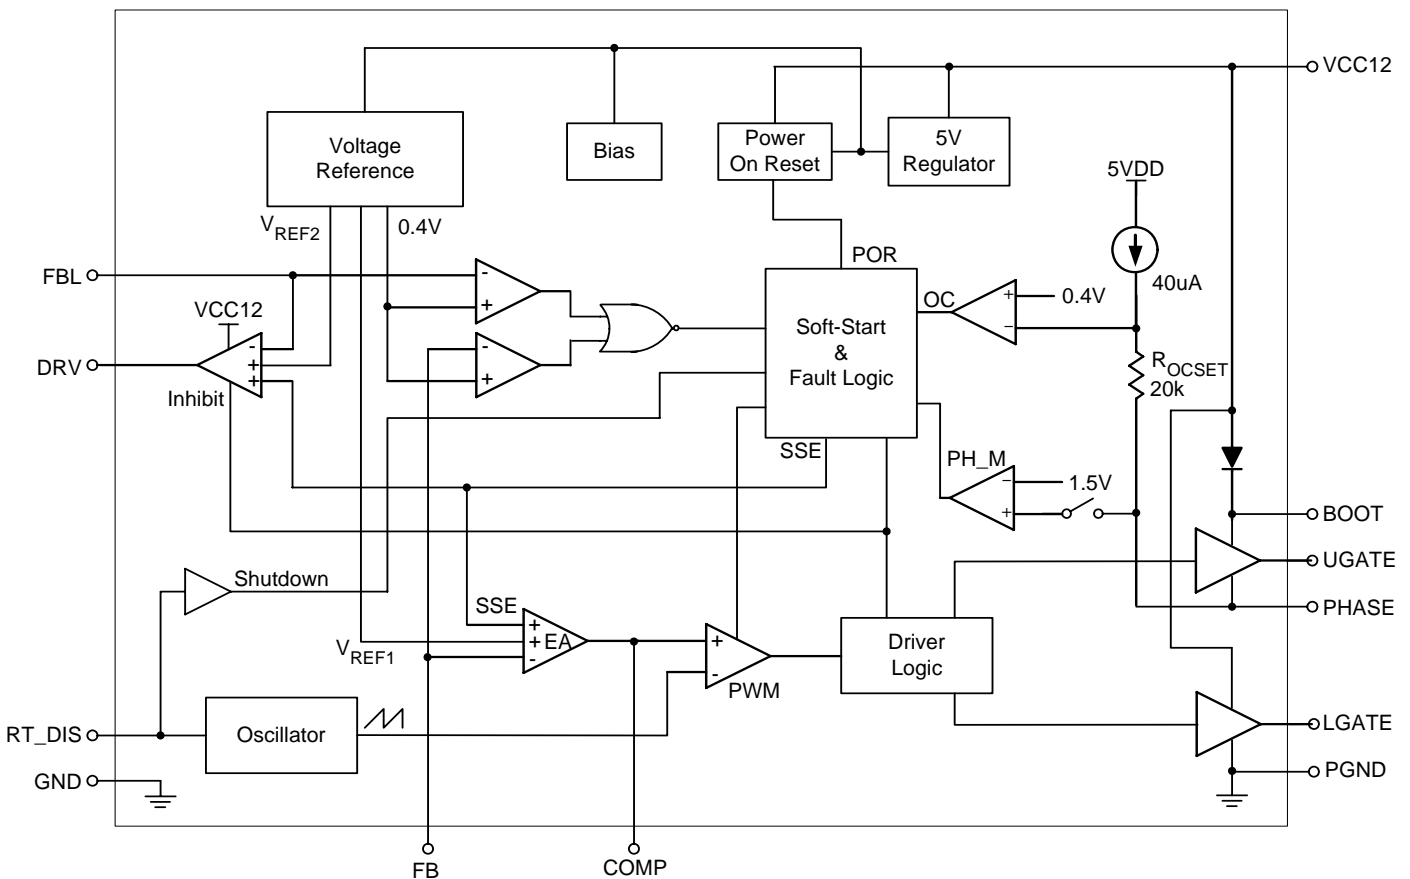 VCC12
Voltage
Reference
Bias
Power
On Reset
5V
Regulator
5VDD
VREF2
0.4V
POR
FBL
40uA
VCC12
OC
+
0.4V
-
-
+
-
+
Soft-Start
&
Fault Logic
DRV
-
+
+
Inhibit
ROCSET
20k
SSE
PH_M
-
1.5V
+
BOOT
UGATE
Shutdown
SSE
PHASE
+
+
-
EA
VREF1
+
-
PWM
Driver
Logic
RT_DIS
Oscillator
LGATE
GND
PGND
FB
COMP